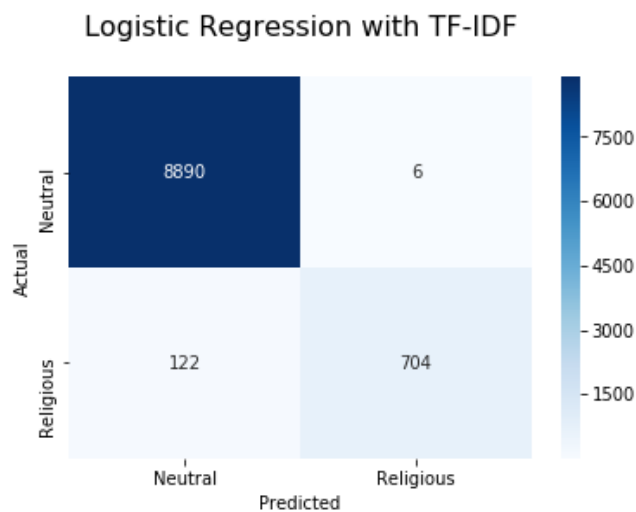 Logistic Regression with TF-IDF
Neutral
8890
6
7500
6000
4500
3000
1500
Actual
Religious
122
704
Neutral
Religious
Predicted